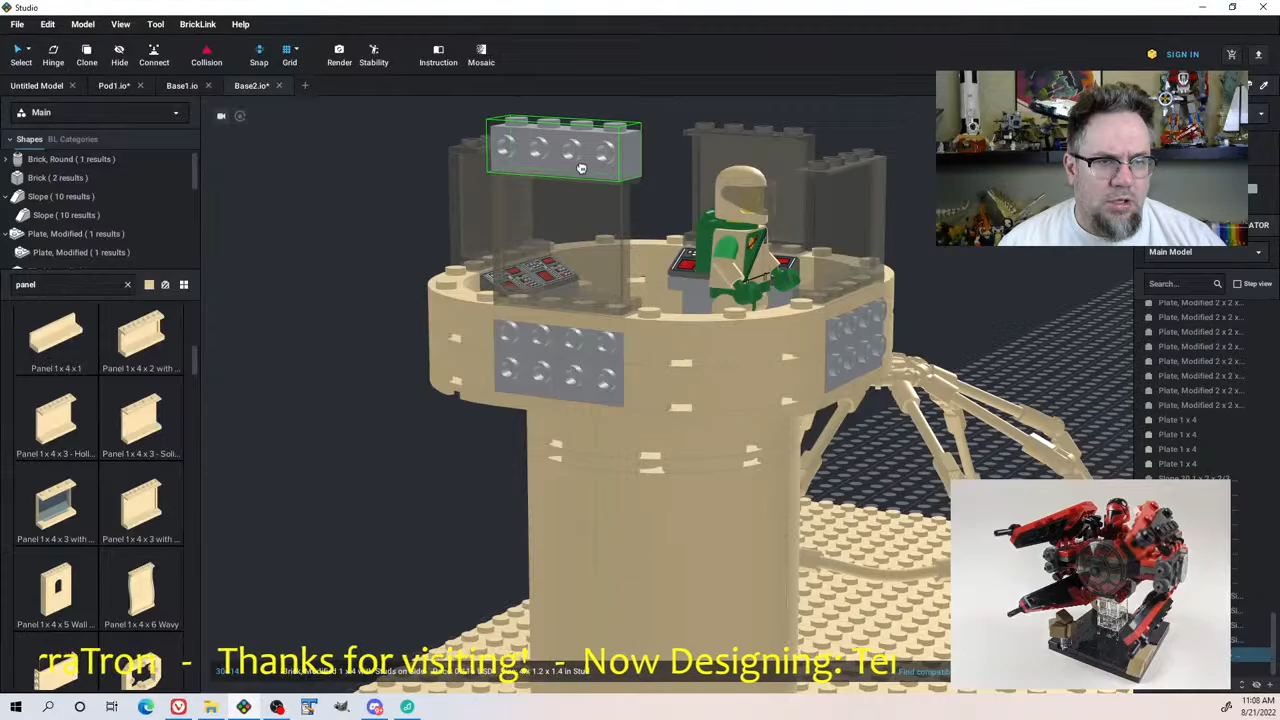 Studio
File Edit Model View Tool BrickLink Help
Select Hinge Clone Hide Connect Collision Snap Grid Render Stability Instruction Mosaic
SIGN IN
Untitled Model Pod1.io* Base1.io Base2.io*
Main
Shapes BL Categories
Brick, Round ( 1 results )
Brick ( 2 results )
Slope ( 10 results )
Slope ( 10 results )
Plate, Modified ( 2 x 2 )
Plate, Modified ( 1 results )
panel
Panel 1 x 4 x 1
Panel 1 x 4 x 2 with ...
Panel 1 x 4 x 3 - Holl...
Panel 1 x 4 x 3 with ...
Panel 1 x 4 x 3 with ...
Panel 1 x 4 x 5 Wall ...
Panel 1 x 4 x 6 Wavy
Main Model
Search...
Step view
Plate, Modified 2 x 2 x...
Plate, Modified 2 x 2 x...
Plate, Modified 2 x 2 x...
Plate, Modified 2 x 2 x...
Plate, Modified 2 x 2 x...
Plate, Modified 2 x 2 x...
Plate, Modified 2 x 2 x...
Plate, Modified 2 x 2 x...
Plate 1 x 4
Plate 1 x 4
Plate 1 x 4
Plate 1 x 4
rraTron - Thanks for visiting! - Now Designing: Ter
11:08 AM
8/21/2022